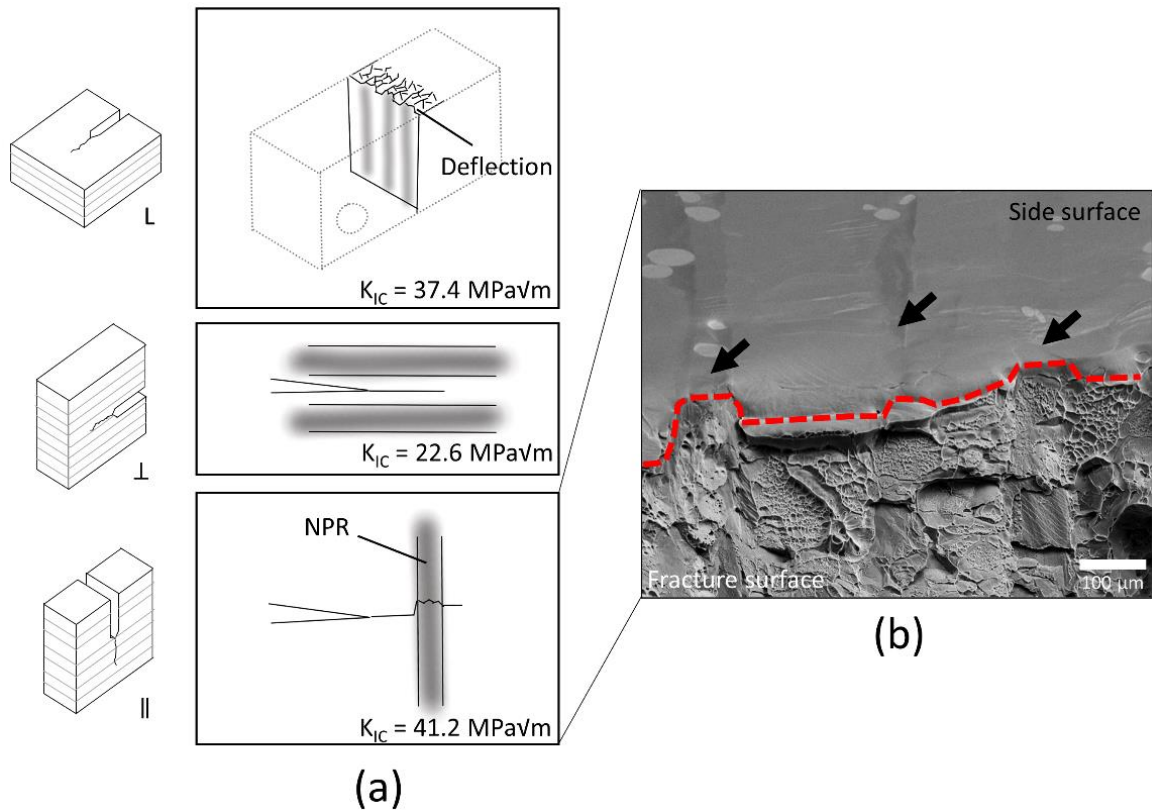 L
Deflection
K_IC = 37.4 MPa√m
⊥
K_IC = 22.6 MPa√m
ǁ
NPR
K_IC = 41.2 MPa√m
(a)
Side surface
Fracture surface
100 µm
(b)